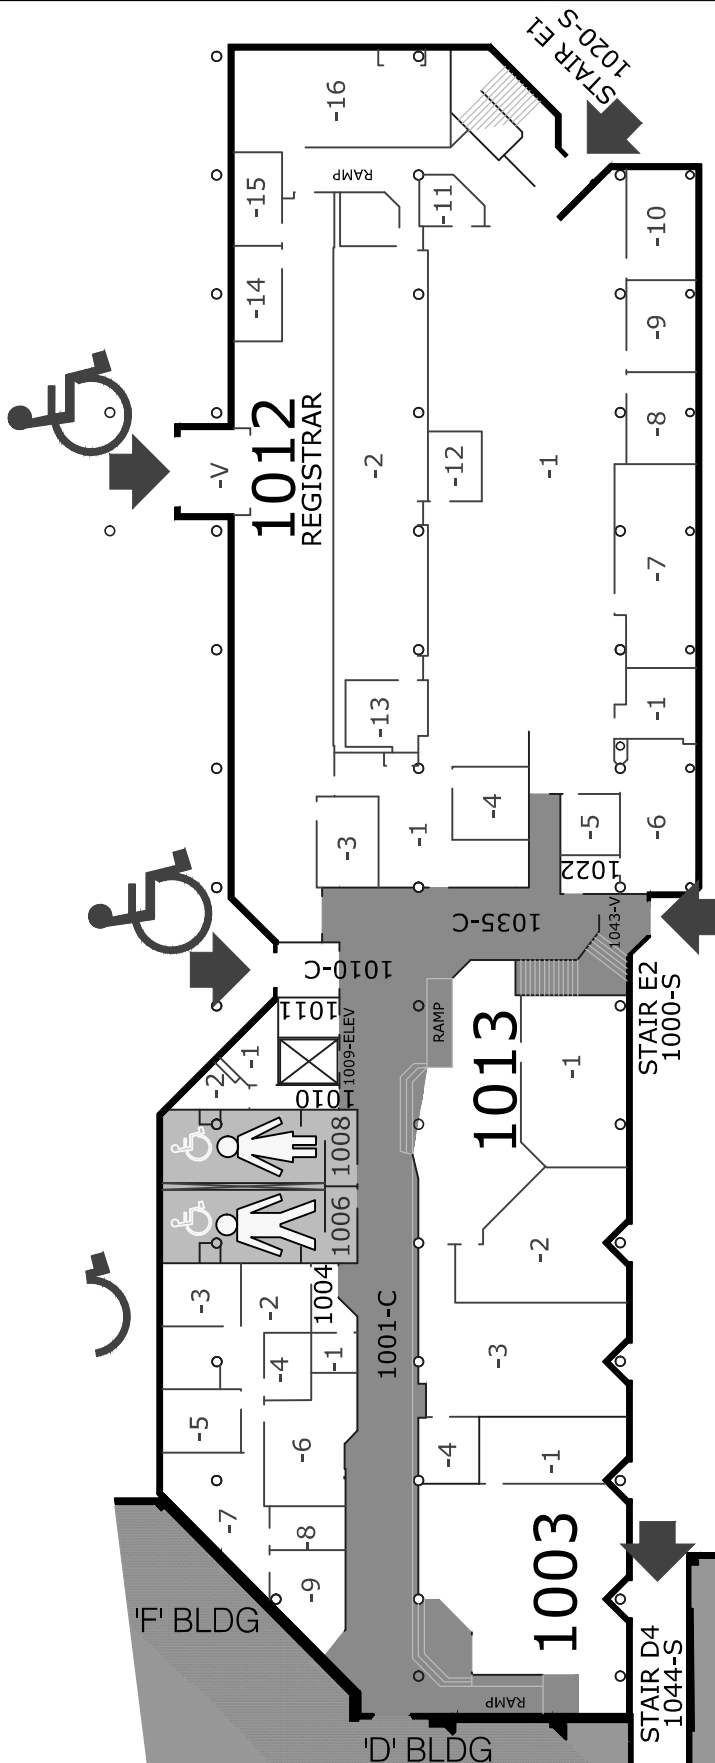 STAIR E1
1020-S
-16
RAMP
-15
-11
-10
-14
-9
-8
1012
REGISTRAR
-V
-2
-12
-1
-7
-13
-1
-4
-5
-6
-3
-1
1022
1035-C
1043-V
1010-C
STAIR E2
1000-S
1011
1009-ELEV
RAMP
1013
-1
-1
-2
1010
1008
1006
-2
1004
-3
-2
1001-C
-4
-1
-3
-5
-6
-4
-1
-7
-8
-9
1003
'F' BLDG
STAIR D4
1044-S
RAMP
'D' BLDG